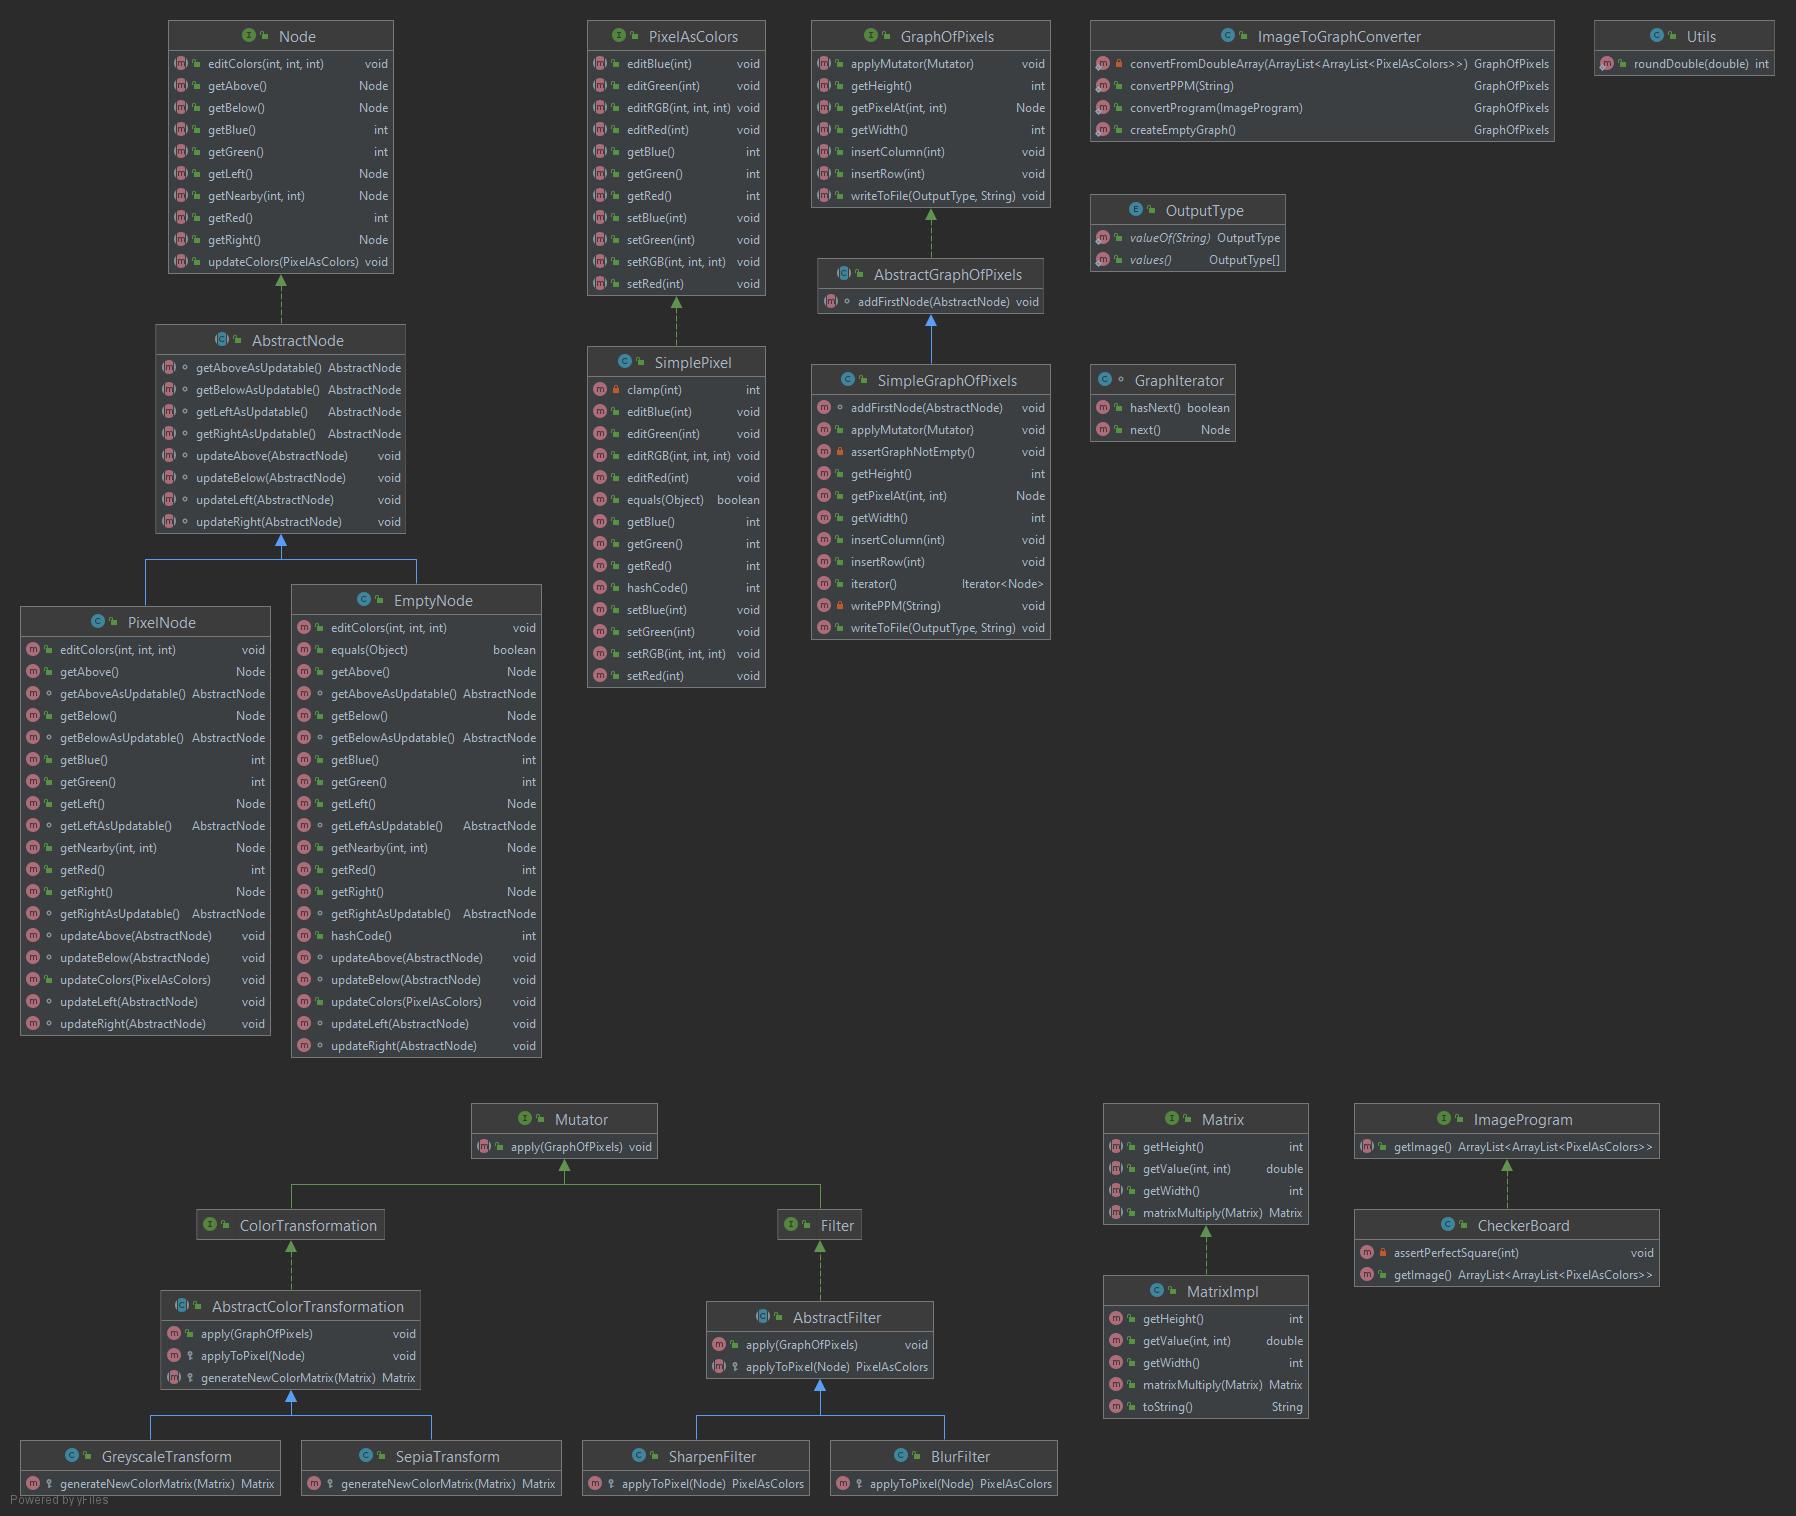 Node
editColors(int, int, int) void
getAbove() Node
getBelow() Node
getBlue() int
getGreen() int
getLeft() Node
getNearby(int, int) Node
getRed() int
getRight() Node
updateColors(PixelAsColors) void
AbstractNode
getAboveAsUpdatable() AbstractNode
getBelowAsUpdatable() AbstractNode
getLeftAsUpdatable() AbstractNode
getRightAsUpdatable() AbstractNode
updateAbove(AbstractNode) void
updateBelow(AbstractNode) void
updateLeft(AbstractNode) void
updateRight(AbstractNode) void
PixelNode
editColors(int, int, int) void
getAbove() Node
getAboveAsUpdatable() AbstractNode
getBelow() Node
getBelowAsUpdatable() AbstractNode
getBlue() int
getGreen() int
getLeft() Node
getLeftAsUpdatable() AbstractNode
getNearby(int, int) Node
getRed() int
getRight() Node
getRightAsUpdatable() AbstractNode
updateAbove(AbstractNode) void
updateBelow(AbstractNode) void
updateColors(PixelAsColors) void
updateLeft(AbstractNode) void
updateRight(AbstractNode) void
EmptyNode
editColors(int, int, int) void
equals(Object) boolean
getAbove() Node
getAboveAsUpdatable() AbstractNode
getBelow() Node
getBelowAsUpdatable() AbstractNode
getBlue() int
getGreen() int
getLeft() Node
getLeftAsUpdatable() AbstractNode
getNearby(int, int) Node
getRed() int
getRight() Node
getRightAsUpdatable() AbstractNode
hashCode() int
updateAbove(AbstractNode) void
updateBelow(AbstractNode) void
updateColors(PixelAsColors) void
updateLeft(AbstractNode) void
updateRight(AbstractNode) void
PixelAsColors
editBlue(int) void
editGreen(int) void
editRGB(int, int, int) void
editRed(int) void
getBlue() int
getGreen() int
getRed() int
setBlue(int) void
setGreen(int) void
setRGB(int, int, int) void
setRed(int) void
SimplePixel
clamp(int) int
editBlue(int) void
editGreen(int) void
editRGB(int, int, int) void
editRed(int) void
equals(Object) boolean
getBlue() int
getGreen() int
getRed() int
hashCode() int
setBlue(int) void
setGreen(int) void
setRGB(int, int, int) void
setRed(int) void
GraphOfPixels
applyMutator(Mutator) void
getHeight() int
getPixelAt(int, int) Node
getWidth() int
insertColumn(int) void
insertRow(int) void
writeToFile(OutputType, String) void
AbstractGraphOfPixels
addFirstNode(AbstractNode) void
SimpleGraphOfPixels
addFirstNode(AbstractNode) void
applyMutator(Mutator) void
assertGraphNotEmpty() void
getHeight() int
getPixelAt(int, int) Node
getWidth() int
insertColumn(int) void
insertRow(int) void
iterator() Iterator<Node>
writePPM(String) void
writeToFile(OutputType, String) void
ImageToGraphConverter
convertFromDoubleArray(ArrayList<ArrayList<PixelAsColors>>) GraphOfPixels
convertPPM(String) GraphOfPixels
convertProgram(ImageProgram) GraphOfPixels
createEmptyGraph() GraphOfPixels
Utils
roundDouble(double) int
OutputType
valueOf(String) OutputType
values() OutputType[]
GraphIterator
hasNext() boolean
next() Node
Mutator
apply(GraphOfPixels) void
ColorTransformation
Filter
AbstractColorTransformation
apply(GraphOfPixels) void
applyToPixel(Node) void
generateNewColorMatrix(Matrix) Matrix
AbstractFilter
apply(GraphOfPixels) void
applyToPixel(Node) PixelAsColors
GreyscaleTransform
generateNewColorMatrix(Matrix) Matrix
SepiaTransform
generateNewColorMatrix(Matrix) Matrix
SharpenFilter
applyToPixel(Node) PixelAsColors
BlurFilter
applyToPixel(Node) PixelAsColors
Matrix
getHeight() int
getValue(int, int) double
getWidth() int
matrixMultiply(Matrix) Matrix
MatrixImpl
getHeight() int
getValue(int, int) double
getWidth() int
matrixMultiply(Matrix) Matrix
toString() String
ImageProgram
getImage() ArrayList<ArrayList<PixelAsColors>>
CheckerBoard
assertPerfectSquare(int) void
getImage() ArrayList<ArrayList<PixelAsColors>>
Powered by yFiles